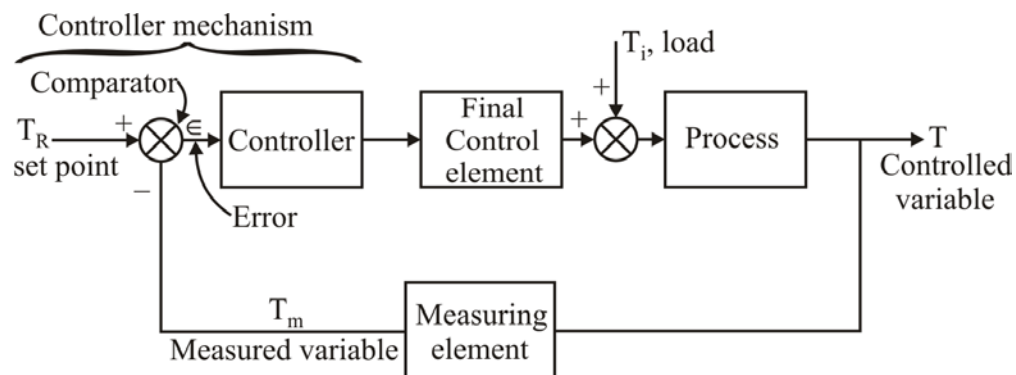 Controller mechanism
Comparator
T_R
set point
+
−
∈
Error
Controller
Final
Control
element
+
+
T_i, load
Process
T
Controlled
variable
T_m
Measured variable
Measuring
element